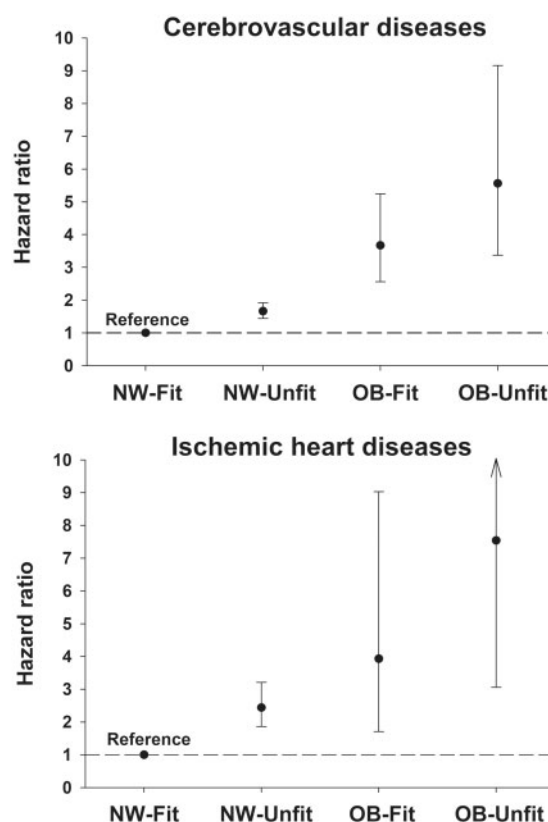 Cerebrovascular diseases
10
9
8
7
6
5
4
3
2
1
0
Hazard ratio
Reference
NW-Fit NW-Unfit OB-Fit OB-Unfit
Ischemic heart diseases
10
9
8
7
6
5
4
3
2
1
0
Hazard ratio
Reference
NW-Fit NW-Unfit OB-Fit OB-Unfit